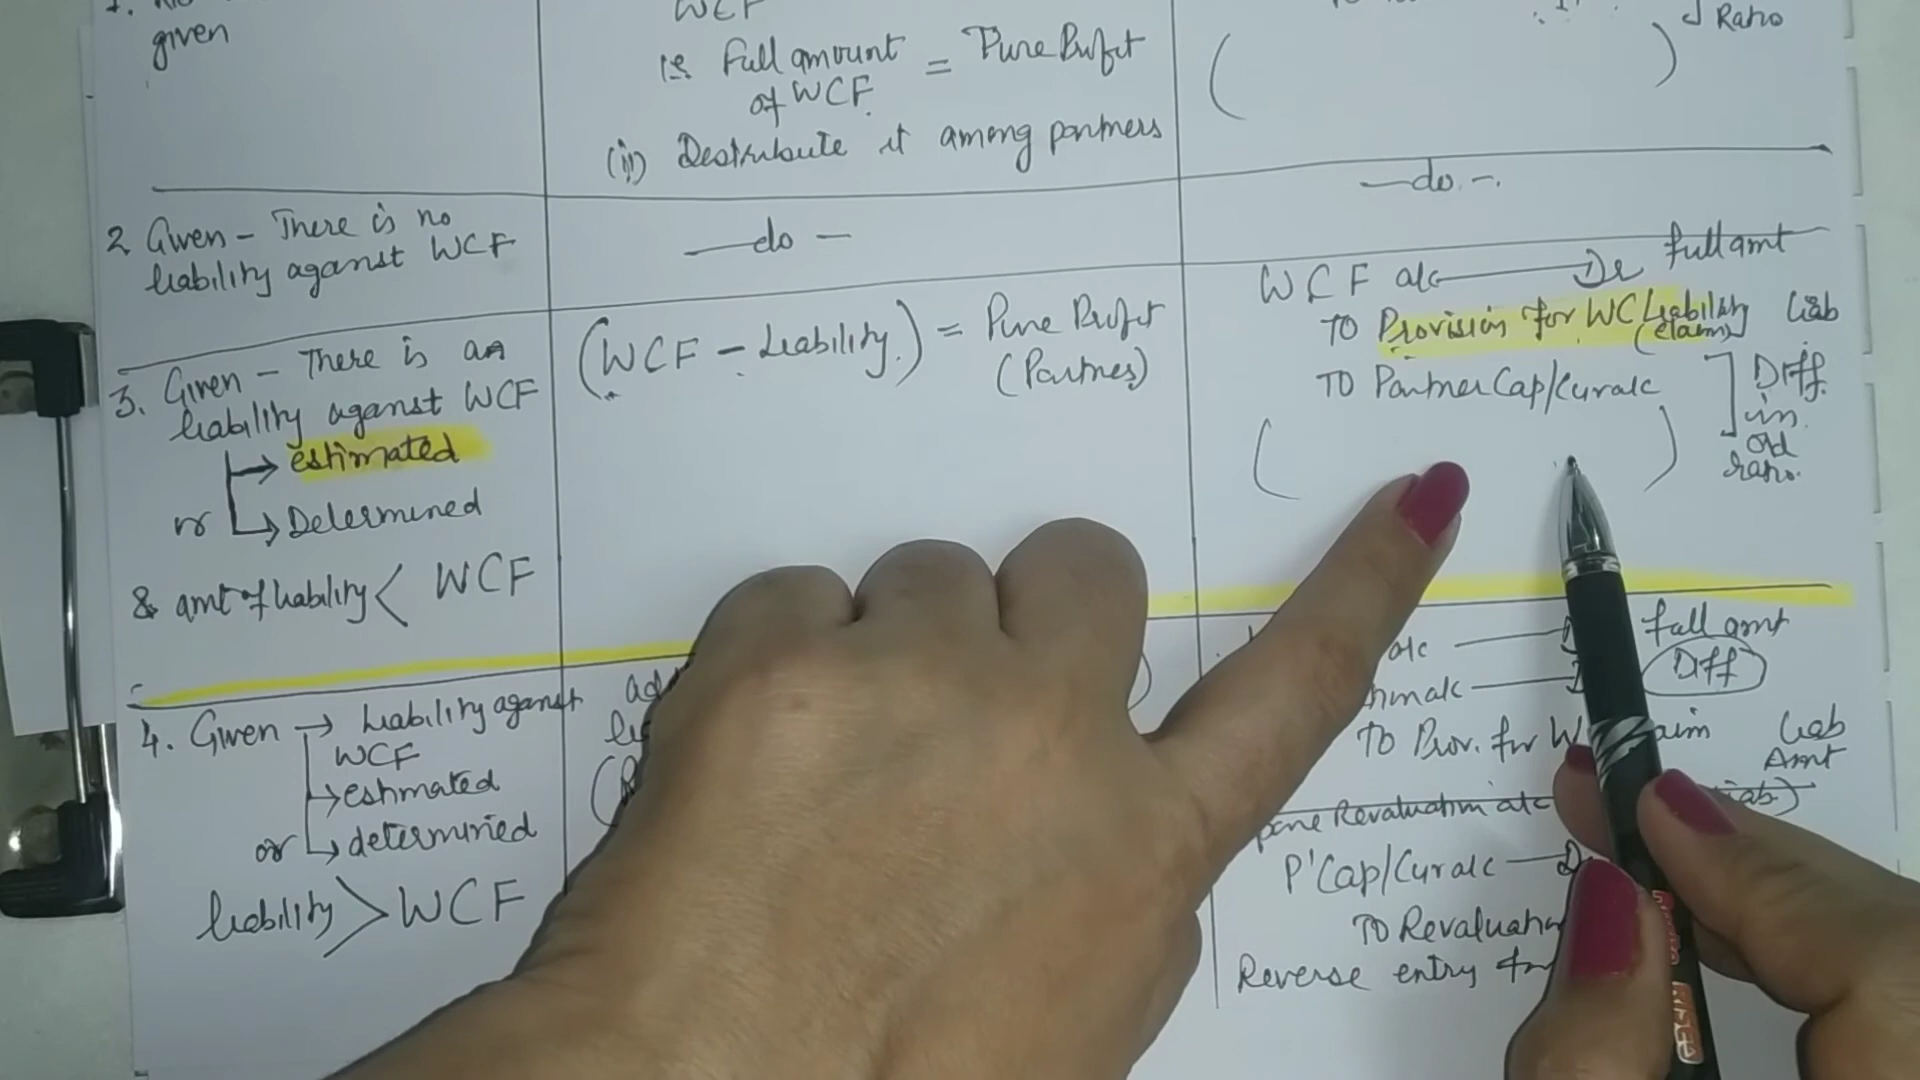 given
WCF
is Full amount = Pure Profit
of WCF.
(ii) Destribute it among partners
Ratio
2 Given - There is no
liability against WCF
— do —
— do. —.
3. Given - There is an
liability against WCF
→ estimated
or → Determined
& amt of liability < WCF
(WCF - Liability.) = Pure Profit
(Partners)
WCF a/c — Dr full amt
TO Provision for WC Liability Liab
(claim)
TO Partner Cap/Cur a/c ] Diff.
in
old
ratio.
4. Given → Liability against
WCF
→ estimated
or → determined
liability > WCF
a/c — full amt
Diff
TO Prov. for W Liab
Amt
Revaluation a/c
P'Cap/Cur a/c —
TO Revaluation
Reverse entry for